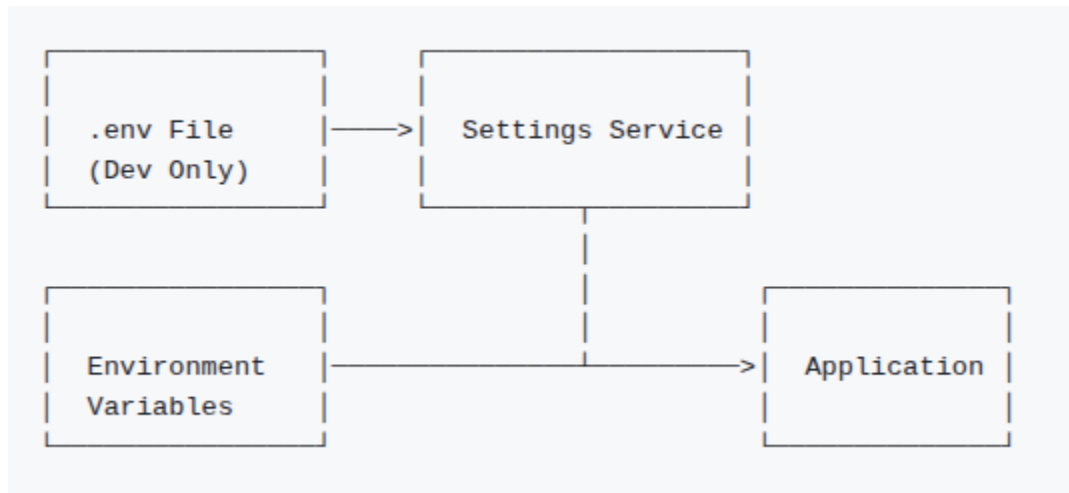 .env File
(Dev Only)
Settings Service
Environment
Variables
Application